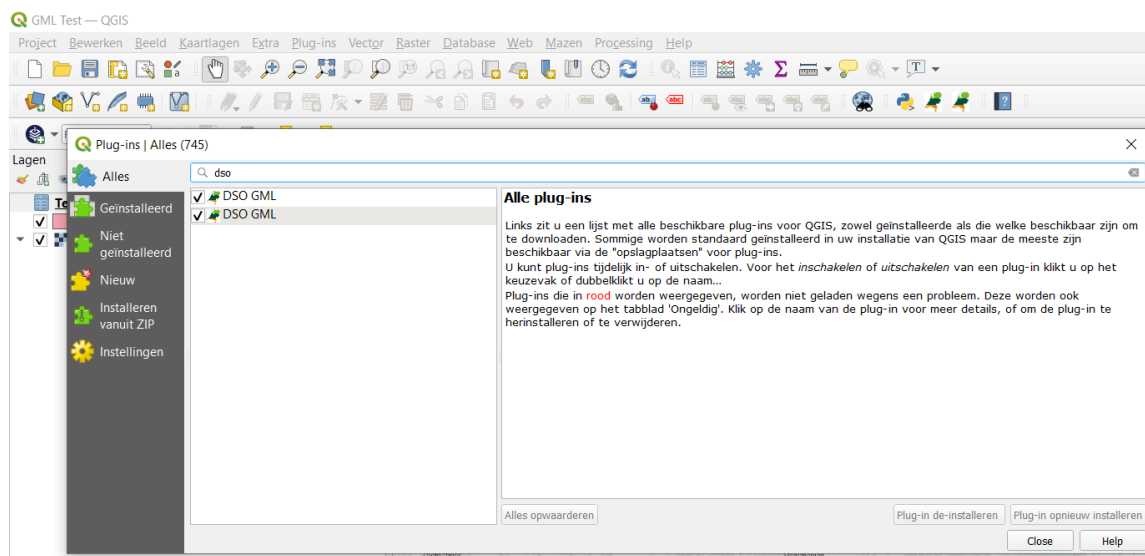 GML Test — QGIS
Project Bewerken Beeld Kaartlagen Extra Plug-ins Vector Raster Database Web Mazen Processing Help
Plug-ins | Alles (745)
Lagen
Alles
dso
Geïnstalleerd
Niet
geïnstalleerd
Nieuw
Installeren
vanuit ZIP
Instellingen
DSO GML
DSO GML
Alle plug-ins
Links zit u een lijst met alle beschikbare plug-ins voor QGIS, zowel geïnstalleerde als die welke beschikbaar zijn om
te downloaden. Sommige worden standaard geïnstalleerd in uw installatie van QGIS maar de meeste zijn
beschikbaar via de "opslagplaatsen" voor plug-ins.
U kunt plug-ins tijdelijk in- of uitschakelen. Voor het inschakelen of uitschakelen van een plug-in klikt u op het
keuzevak of dubbelklikt u op de naam...
Plug-ins die in rood worden weergegeven, worden niet geladen wegens een probleem. Deze worden ook
weergegeven op het tabblad 'Ongeldig'. Klik op de naam van de plug-in voor meer details, of om de plug-in te
herinstalleren of te verwijderen.
Alles opwaarderen
Plug-in de-installeren
Plug-in opnieuw installeren
Close
Help